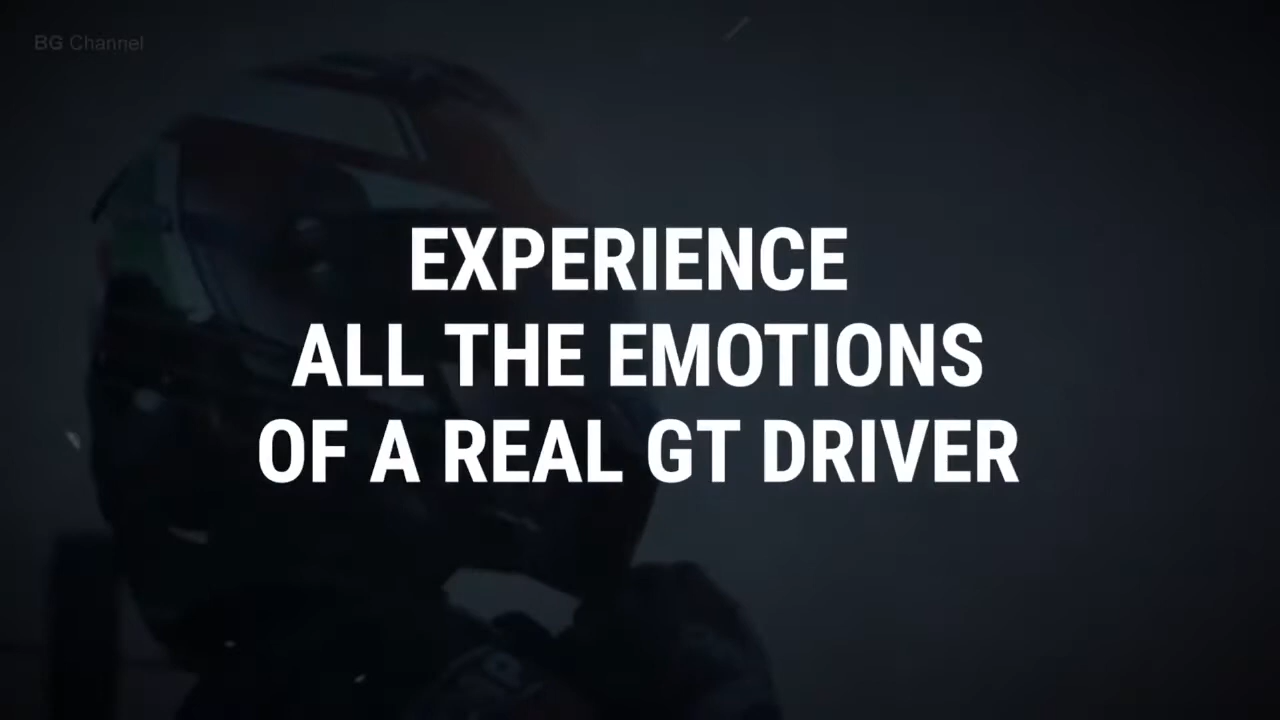 BG Channel
EXPERIENCE
ALL THE EMOTIONS
OF A REAL GT DRIVER